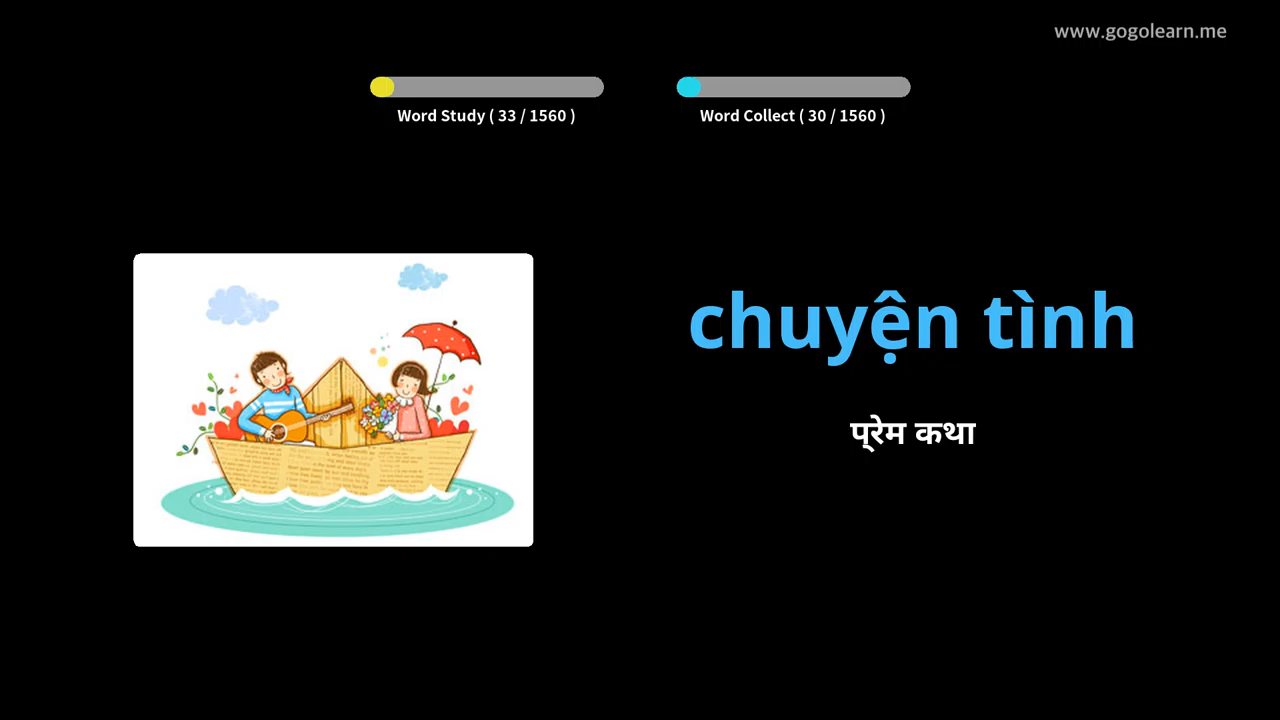 www.gogolearn.me
Word Study ( 33 / 1560 )
Word Collect ( 30 / 1560 )
chuyện tình
प्रेम कथा